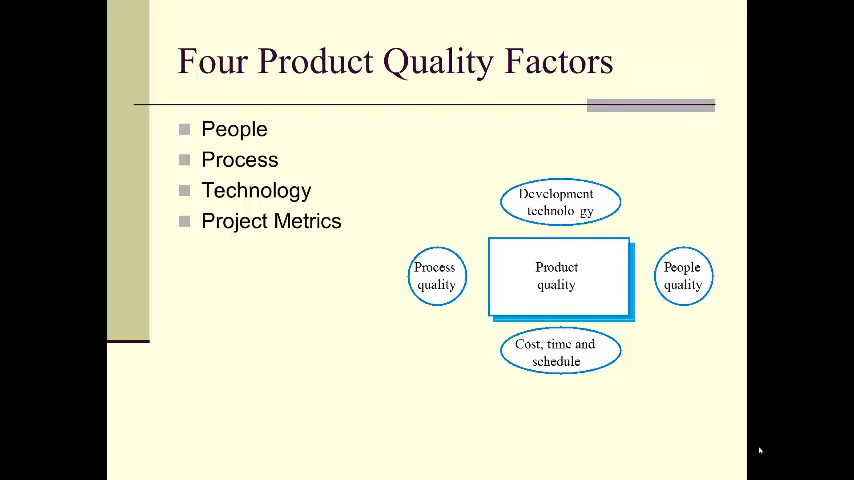 Four Product Quality Factors
People
Process
Technology
Project Metrics
Development
technolo gy
Process
quality
Product
quality
People
quality
Cost, time and
schedule